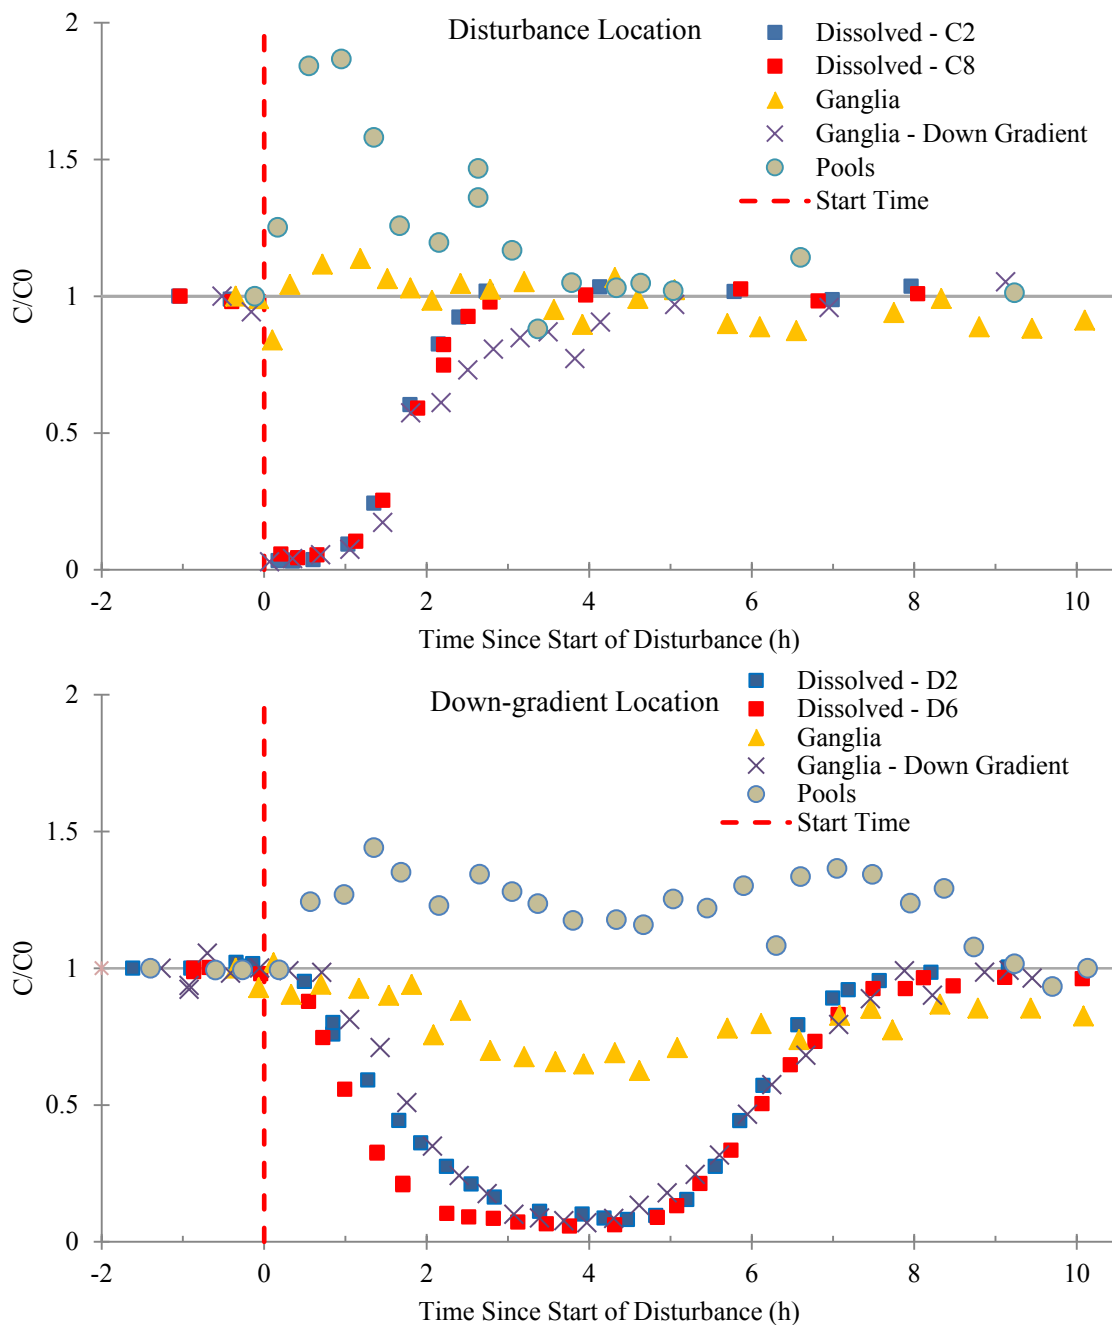 2
Disturbance Location
Dissolved - C2
Dissolved - C8
Ganglia
Ganglia - Down Gradient
Pools
Start Time
1.5
C/C0
1
0.5
0
-2 0 2 4 6 8 10
Time Since Start of Disturbance (h)
2
Down-gradient Location
Dissolved - D2
Dissolved - D6
Ganglia
Ganglia - Down Gradient
Pools
Start Time
1.5
C/C0
1
0.5
0
-2 0 2 4 6 8 10
Time Since Start of Disturbance (h)